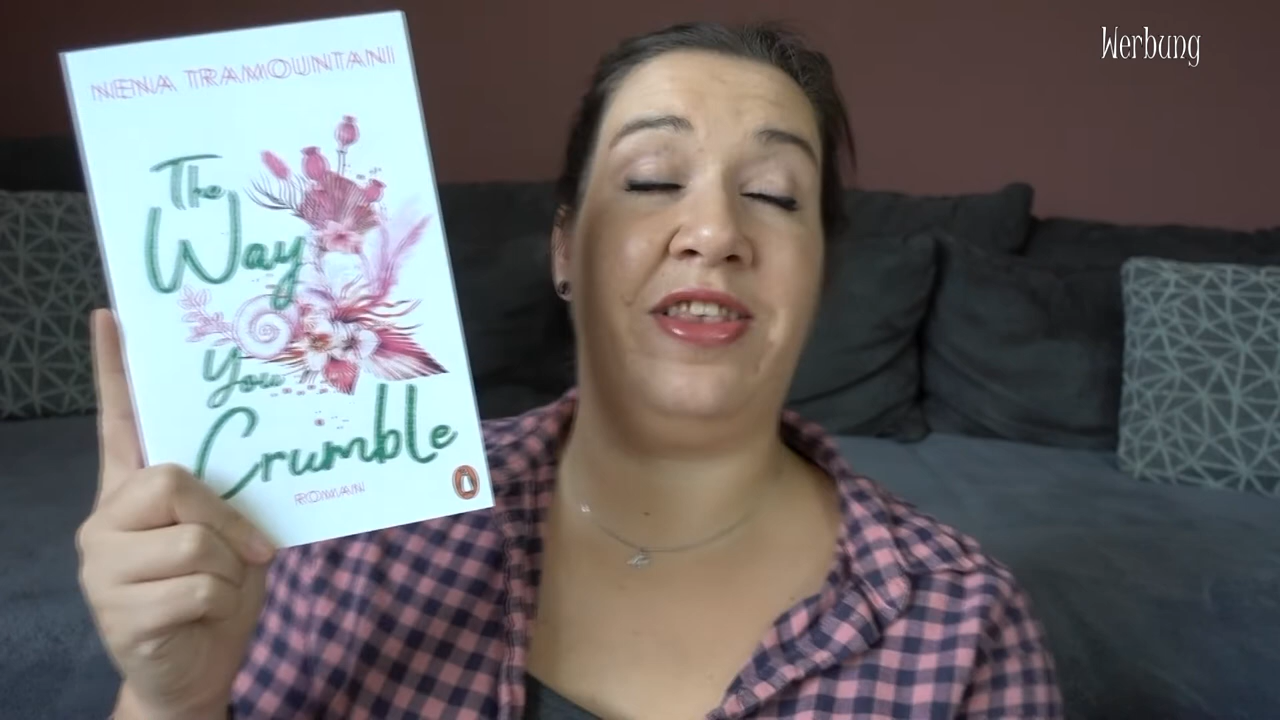 Werbung
NENA TRAMOUNTANI
The
Way
You
Crumble
ROMAN